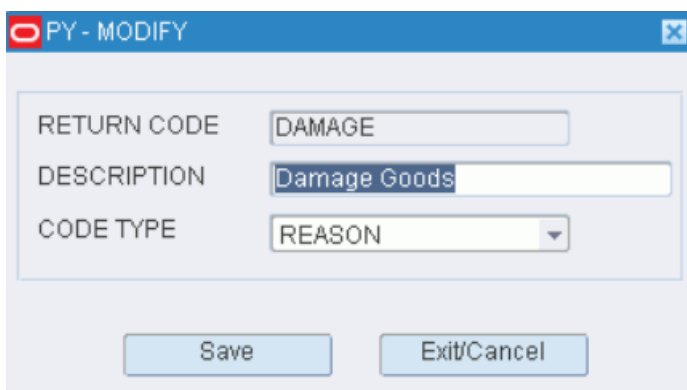 PY - MODIFY
RETURN CODE DAMAGE
DESCRIPTION Damage Goods
CODE TYPE REASON
Save Exit/Cancel